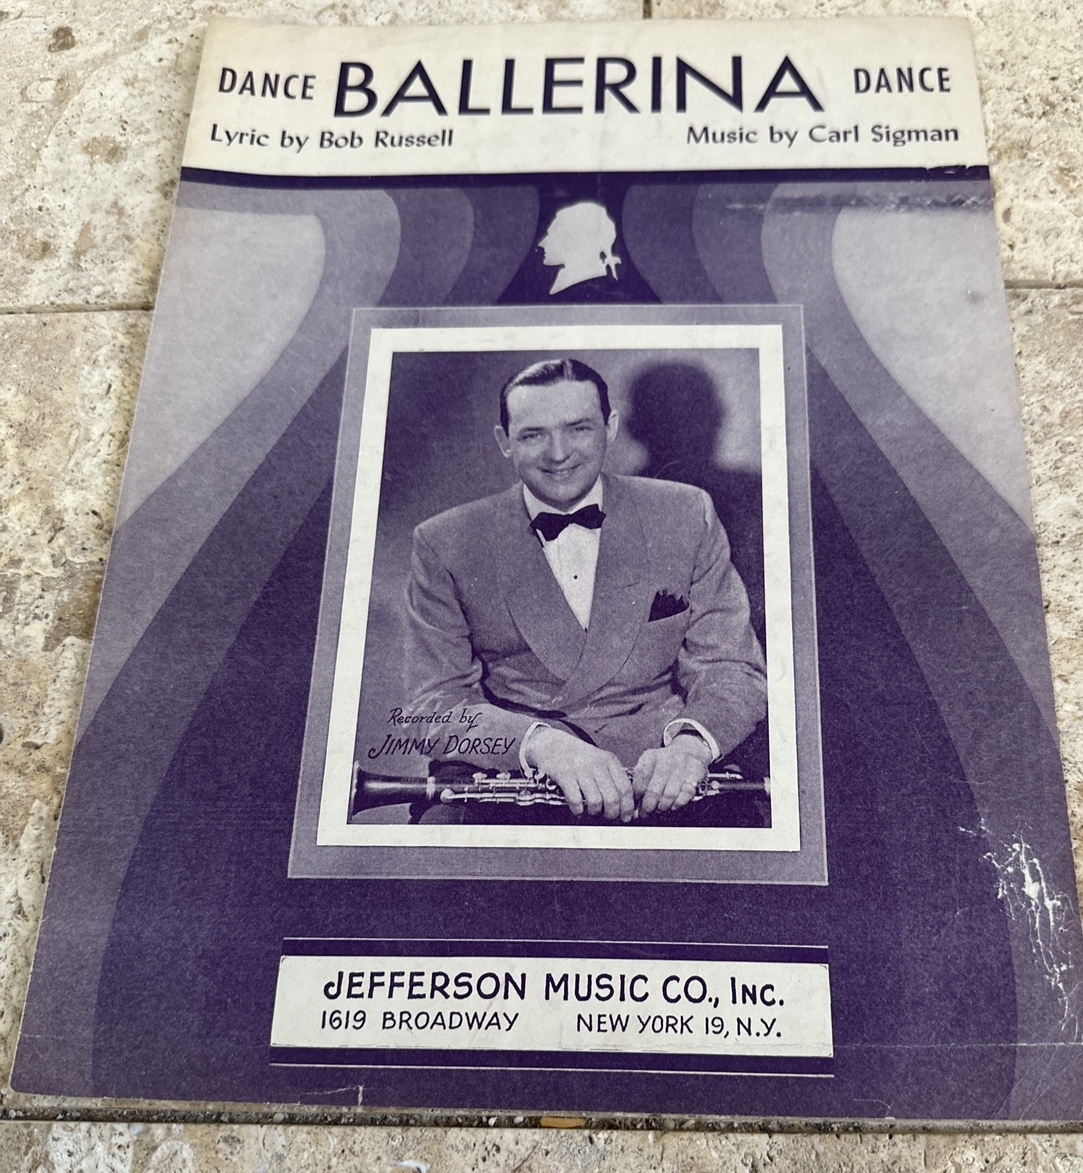 DANCE BALLERINA DANCE
Lyric by Bob Russell Music by Carl Sigman
Recorded by
JIMMY DORSEY
JEFFERSON MUSIC CO., INC.
1619 BROADWAY NEW YORK 19, N.Y.